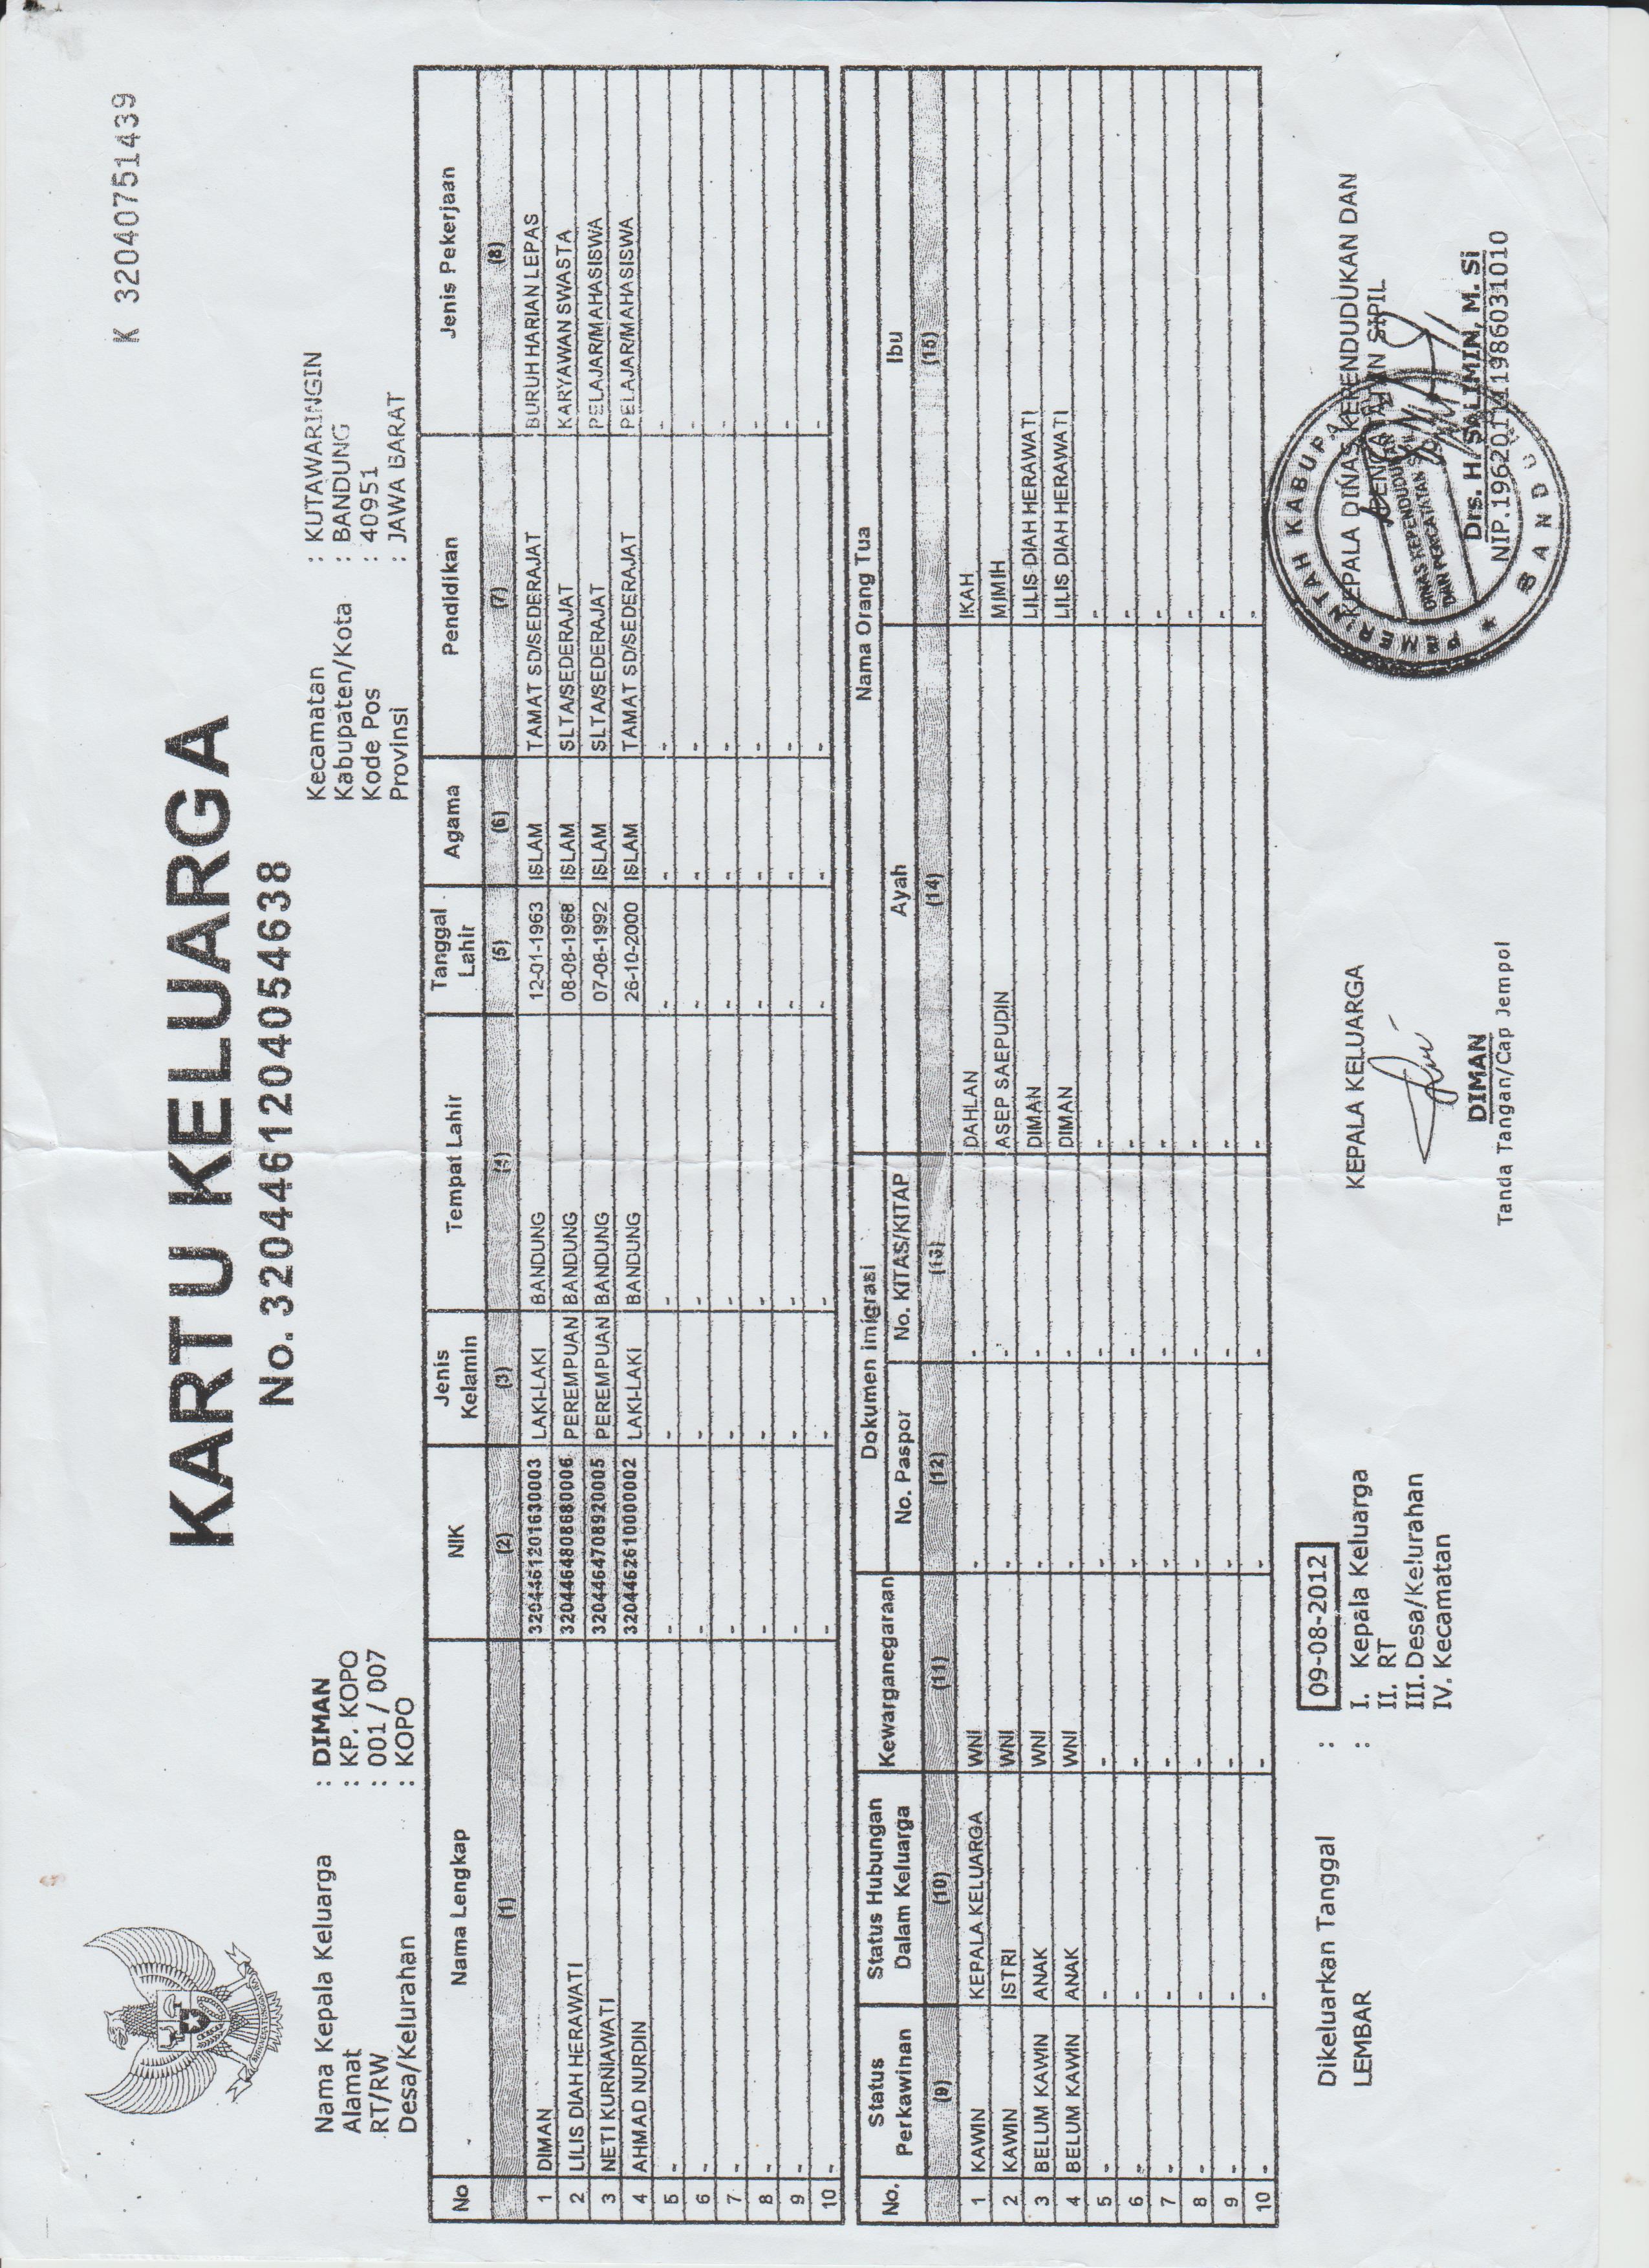 K 32040751439
BHINNEKA TUNGGAL IKA
KARTU KELUARGA
No. 3204461204054638
Nama Kepala Keluarga : DIMAN
Alamat : KP. KOPO
RT/RW : 001 / 007
Desa/Kelurahan : KOPO
Kecamatan : KUTAWARINGIN
Kabupaten/Kota : BANDUNG
Kode Pos : 40951
Provinsi : JAWA BARAT
No Nama Lengkap NIK Jenis Kelamin Tempat Lahir Tanggal Lahir Agama Pendidikan Jenis Pekerjaan
(1) (2) (3) (4) (5) (6) (7) (8)
1 DIMAN 3204461201630003 LAKI-LAKI BANDUNG 12-01-1963 ISLAM TAMAT SD/SEDERAJAT BURUH HARIAN LEPAS
2 LILIS DIAH HERAWATI 3204464808680006 PEREMPUAN BANDUNG 08-08-1968 ISLAM SLTA/SEDERAJAT KARYAWAN SWASTA
3 NETI KURNIAWATI 3204464708920005 PEREMPUAN BANDUNG 07-08-1992 ISLAM SLTA/SEDERAJAT PELAJAR/MAHASISWA
4 AHMAD NURDIN 3204462610000002 LAKI-LAKI BANDUNG 26-10-2000 ISLAM TAMAT SD/SEDERAJAT PELAJAR/MAHASISWA
5 - - - - - - - -
6 - - - - - - - -
7 - - - - - - - -
8 - - - - - - - -
9 - - - - - - - -
10 - - - - - - - -
No. Status Perkawinan Status Hubungan Dalam Keluarga Kewarganegaraan Dokumen imigrasi Nama Orang Tua
No. Paspor No. KITAS/KITAP Ayah Ibu
(9) (10) (11) (12) (13) (14) (15)
1 KAWIN KEPALA KELUARGA WNI - - DAHLAN IKAH
2 KAWIN ISTRI WNI - - ASEP SAEPUDIN MIMIH
3 BELUM KAWIN ANAK WNI - - DIMAN LILIS DIAH HERAWATI
4 BELUM KAWIN ANAK WNI - - DIMAN LILIS DIAH HERAWATI
5 - - - - - - -
6 - - - - - - -
7 - - - - - - -
8 - - - - - - -
9 - - - - - - -
10 - - - - - - -
Dikeluarkan Tanggal : 09-08-2012
LEMBAR : I. Kepala Keluarga
II. RT
III. Desa/Kelurahan
IV. Kecamatan
KEPALA KELUARGA
DIMAN
Tanda Tangan/Cap Jempol
KEPALA DINAS KEPENDUDUKAN DAN
PENCATATAN SIPIL
Drs. H. SALIMIN, M. Si
NIP.196201111986031010
PEMERINTAH KABUPATEN
DINAS KEPENDUDUKAN
DAN PENCATATAN SIPIL
BANDUNG